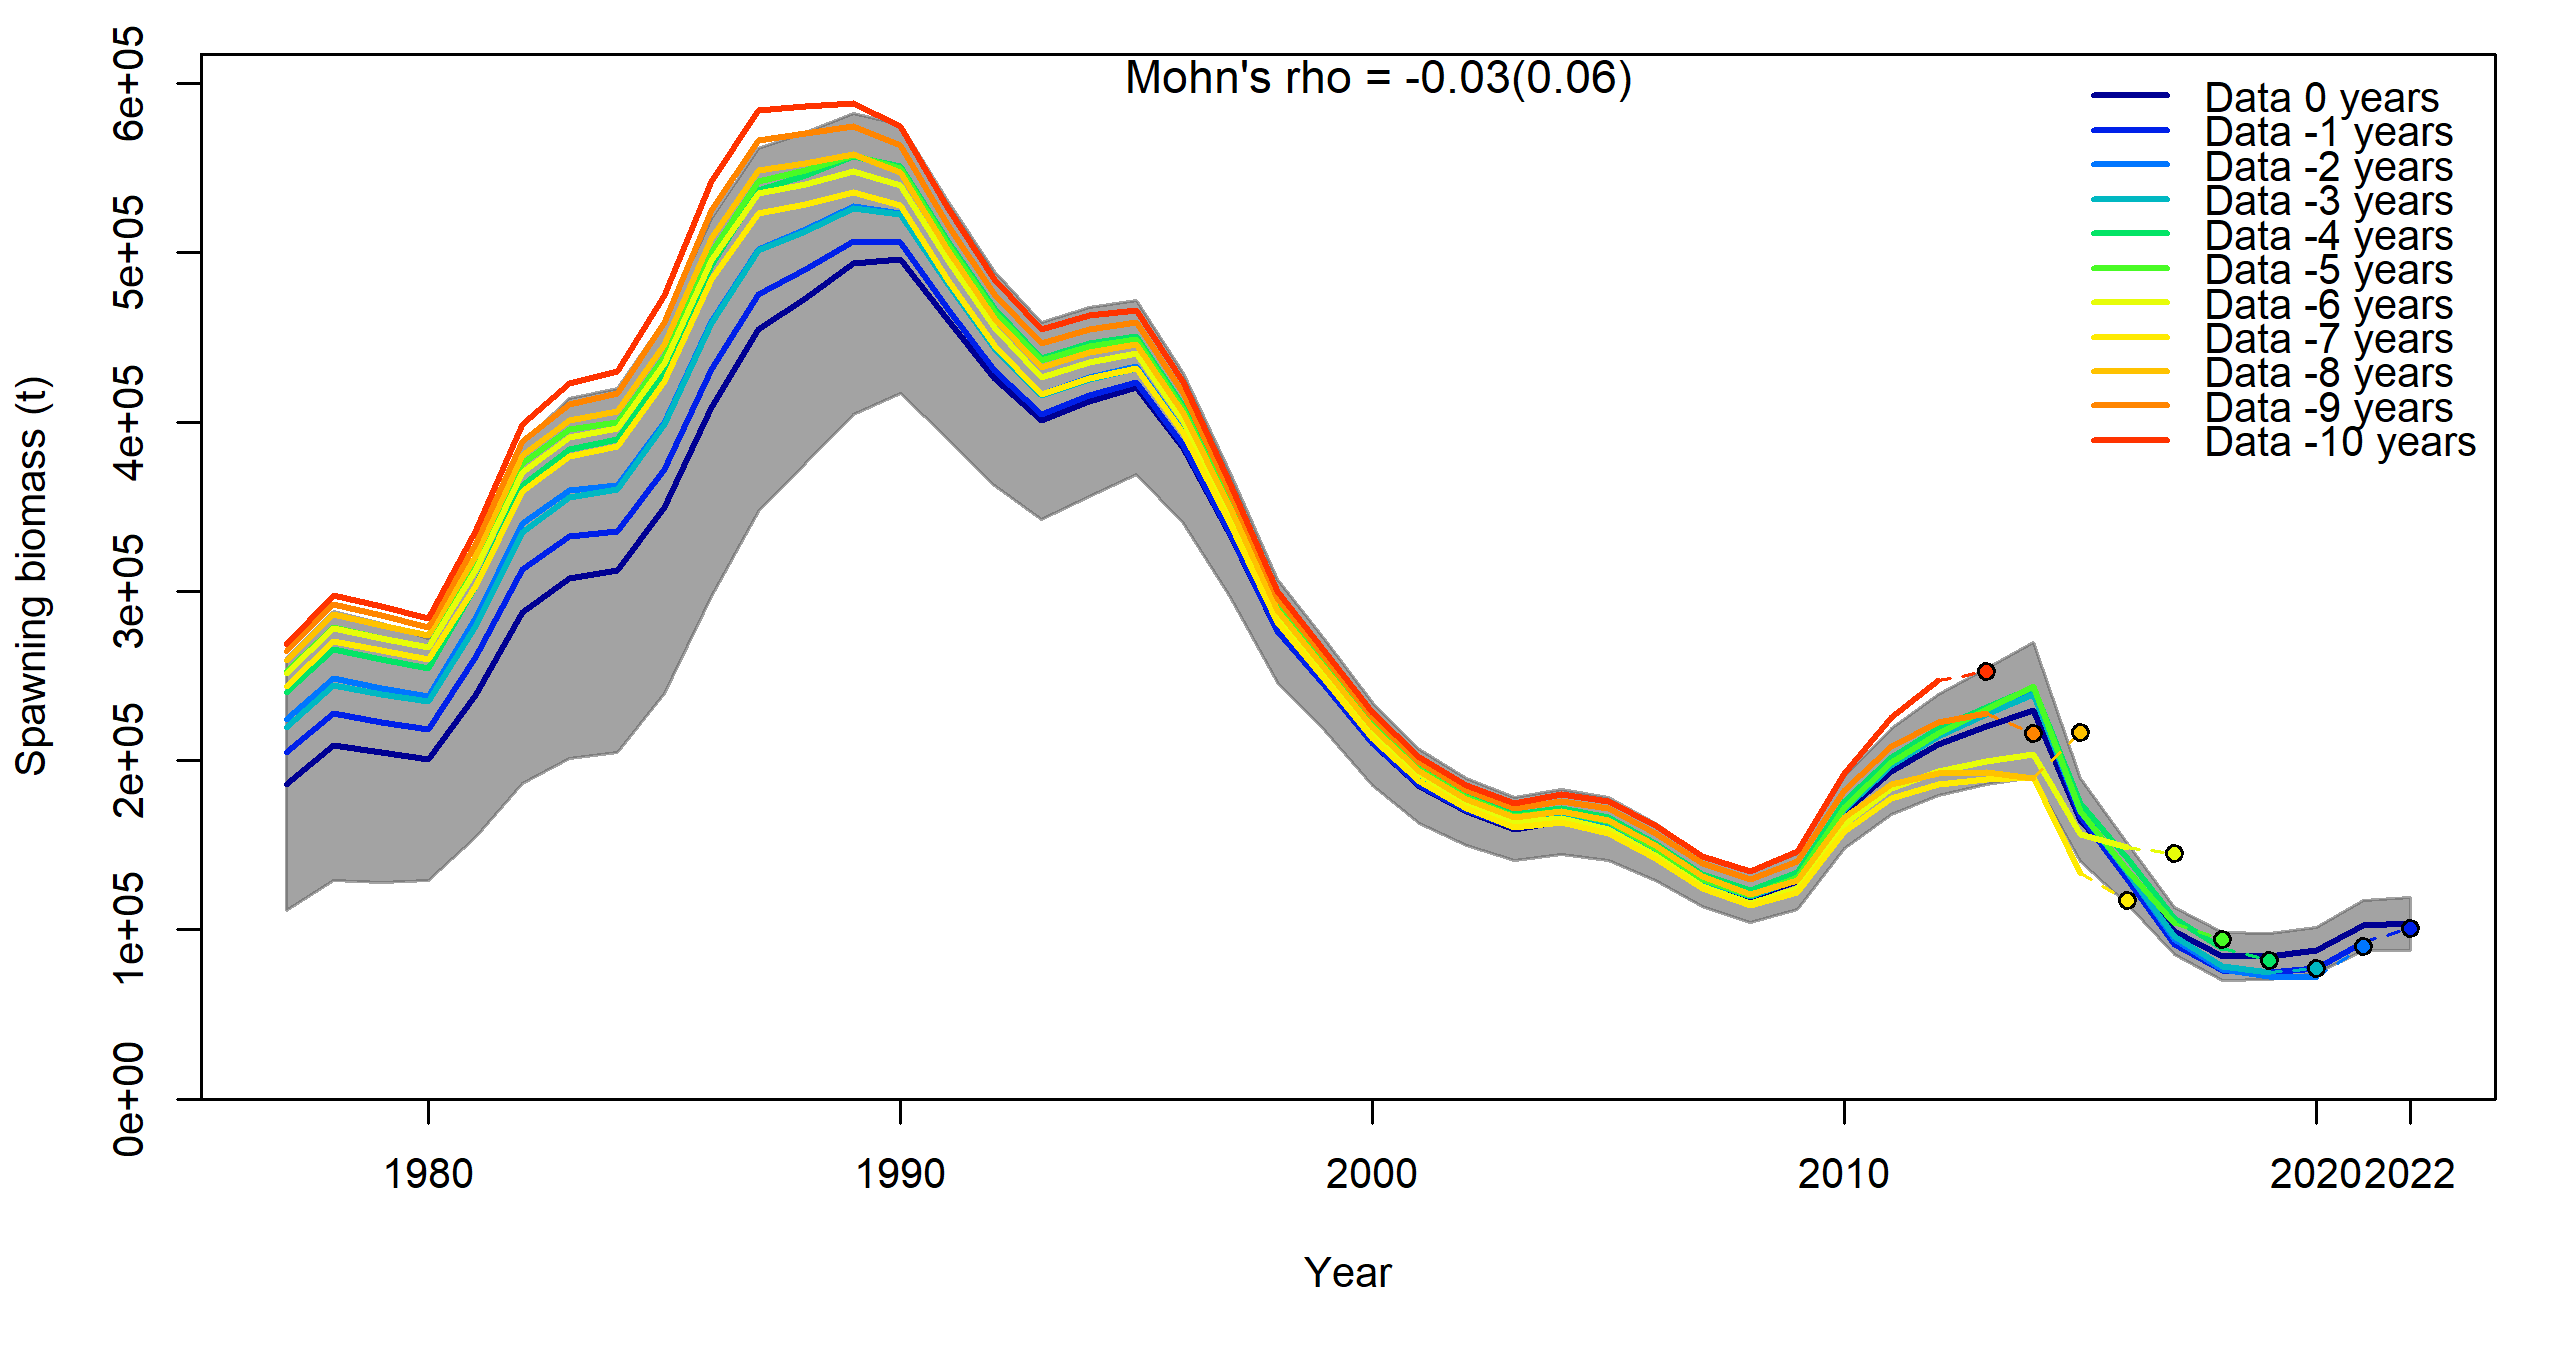 Mohn's rho = -0.03(0.06)
Data 0 years
Data -1 years
Data -2 years
Data -3 years
Data -4 years
Data -5 years
Data -6 years
Data -7 years
Data -8 years
Data -9 years
Data -10 years
Spawning biomass (t)
6e+05
5e+05
4e+05
3e+05
2e+05
1e+05
0e+00
1980 1990 2000 2010 2020 2022
Year